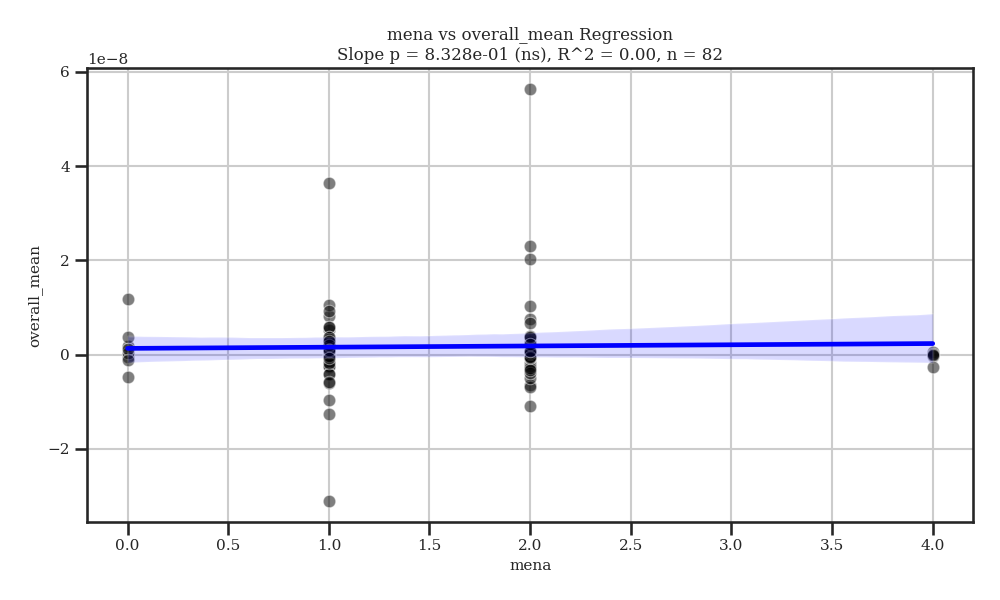 mena vs overall_mean Regression
Slope p = 8.328e-01 (ns), R^2 = 0.00, n = 82
1e−8
6
4
2
0
−2
overall_mean
0.0 0.5 1.0 1.5 2.0 2.5 3.0 3.5 4.0
mena